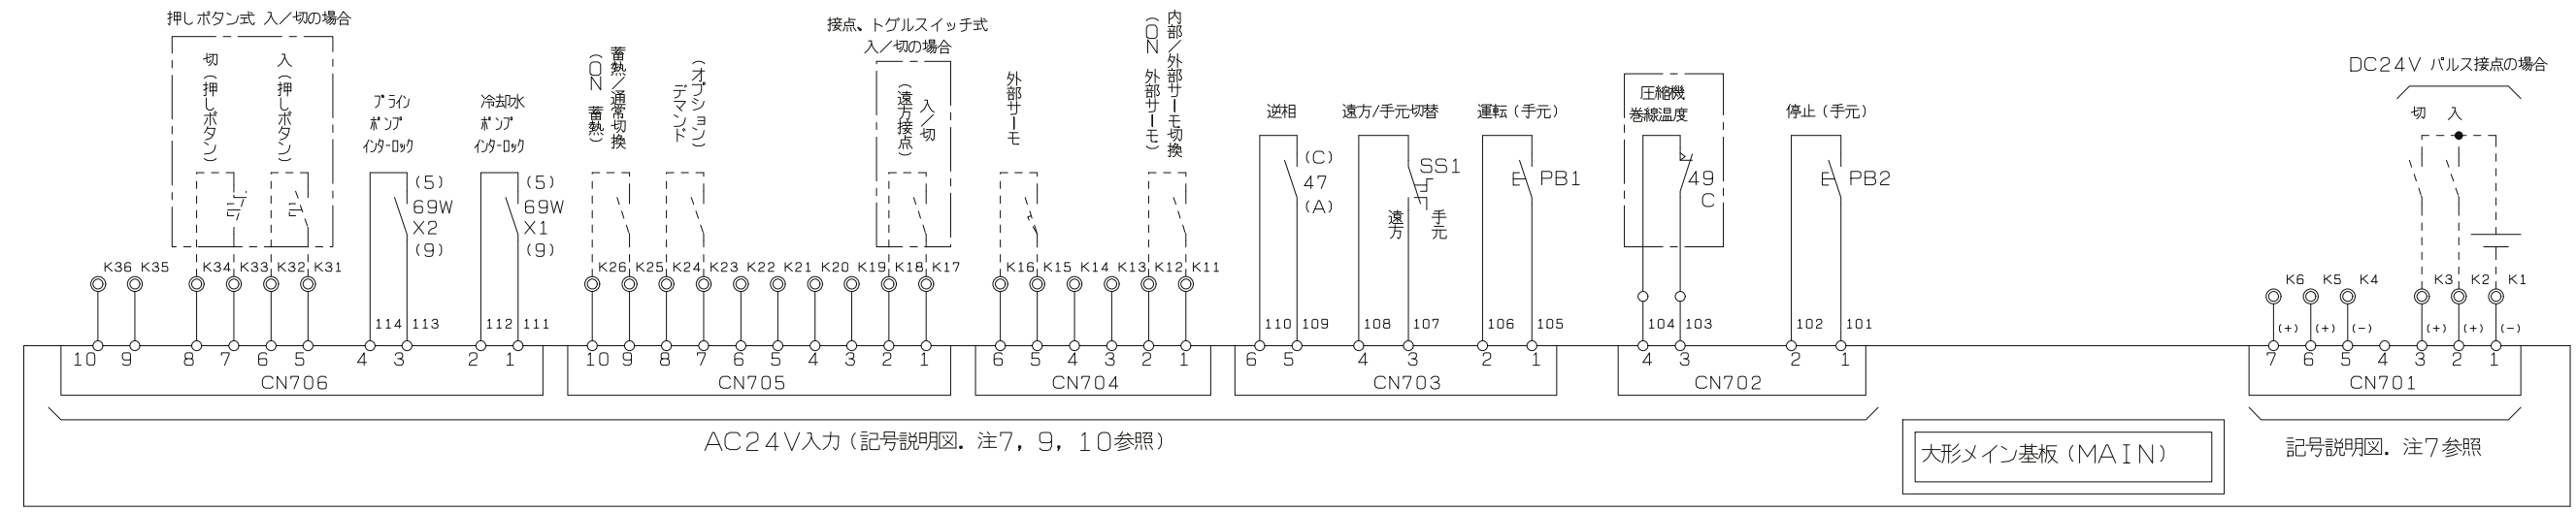 押しボタン式 入／切の場合
切（押しボタン）
入（押しボタン）
ブライン
ポンプ
インターロック
冷却水
ポンプ
インターロック
蓄熱／通常切換
（ON 蓄熱）
（オプション）
デマンド
接点、トグルスイッチ式
入／切の場合
入／切
（遠方接点）
外部サーモ
内部／外部サーモ切換
（ON 外部サーモ）
逆相
遠方/手元切替
運転（手元）
圧縮機
巻線温度
停止（手元）
DC24V パルス接点の場合
切 入
(5)
69W
X2
(9)
(5)
69W
X1
(9)
(C)
47
(A)
SS1
遠方
手元
PB1
49
C
PB2
K36 K35 K34 K33 K32 K31
K26 K25 K24 K23 K22 K21 K20 K19 K18 K17
K16 K15 K14 K13 K12 K11
K6 K5 K4 K3 K2 K1
114 113 112 111
110 109 108 107 106 105
104 103 102 101
(+) (+) (-) (+) (+) (-)
10 9 8 7 6 5 4 3 2 1
CN706
10 9 8 7 6 5 4 3 2 1
CN705
6 5 4 3 2 1
CN704
6 5 4 3 2 1
CN703
4 3 2 1
CN702
7 6 5 4 3 2 1
CN701
AC24V入力（記号説明図．注7，9，10参照）
大形メイン基板（MAIN）
記号説明図．注7参照